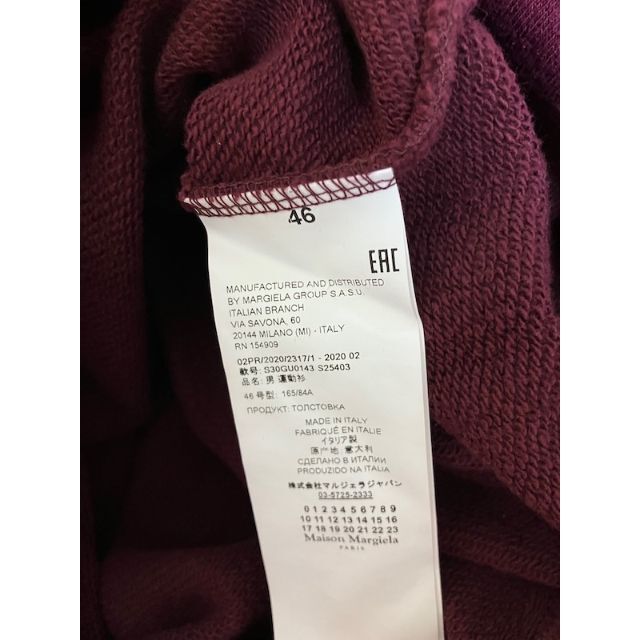 46
EAC
MANUFACTURED AND DISTRIBUTED
BY MARGIELA GROUP S.A.S.U.
ITALIAN BRANCH
VIA SAVONA, 60
20144 MILANO (MI) - ITALY
RN 154909
02PR/2020/2317/1 - 2020 02
款号: S30GU0143 S25403
品名: 男 運動衫
46 号型: 165/84A
ПРОДУКТ: ТОЛСТОВКА
MADE IN ITALY
FABRIQUÉ EN ITALIE
イタリア製
原产地 意大利
СДЕЛАНО В ИТАЛИИ
PRODUZIDO NA ITALIA
株式会社マルジェラジャパン
03-5725-2333
0 1 2 3 4 5 6 7 8 9
10 11 12 13 14 15 16
17 18 19 20 21 22 23
Maison Margiela
PARIS